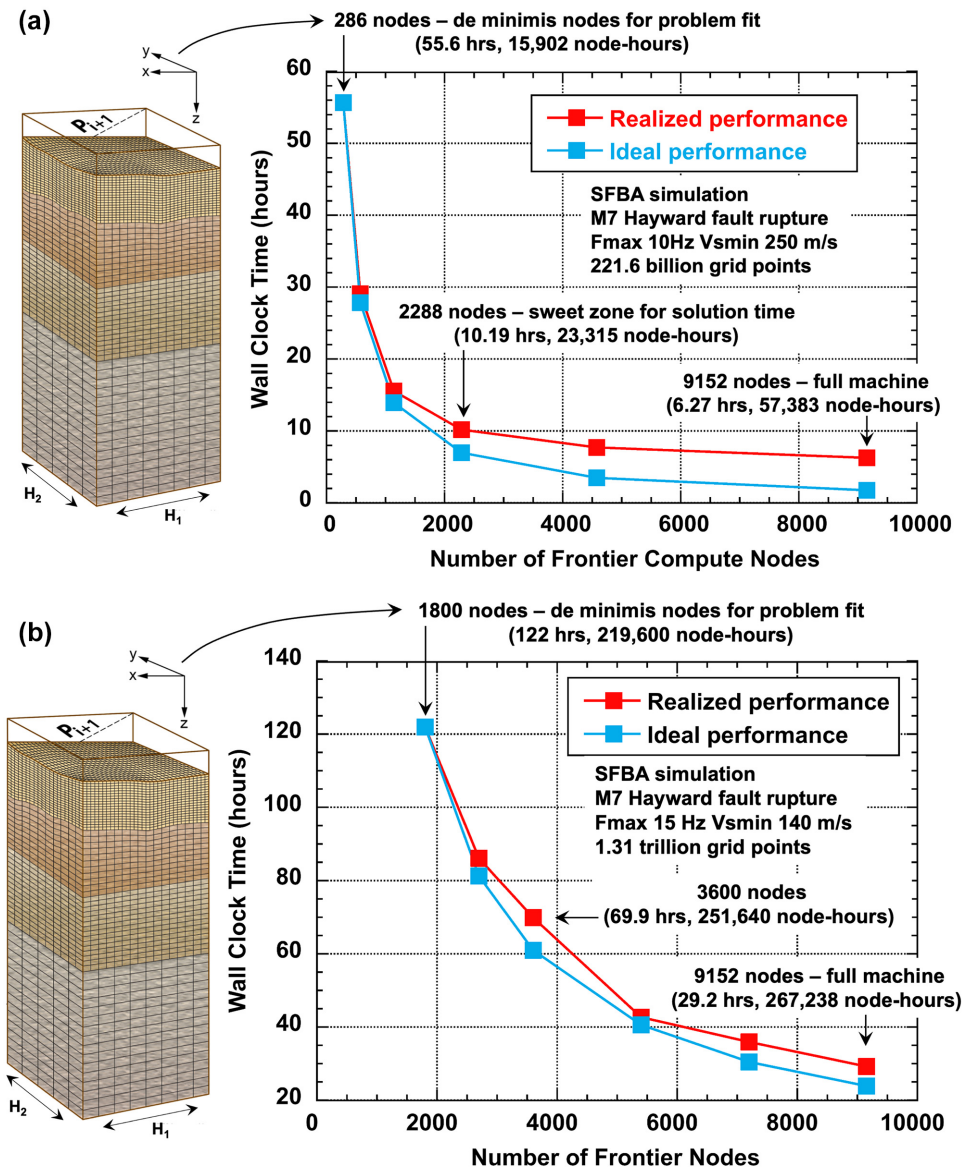 (a)
286 nodes – de minimis nodes for problem fit
(55.6 hrs, 15,902 node-hours)
y
x
z
Pi+1
H2
H1
Wall Clock Time (hours)
60
50
40
30
20
10
0
Realized performance
Ideal performance
SFBA simulation
M7 Hayward fault rupture
Fmax 10Hz Vsmin 250 m/s
221.6 billion grid points
2288 nodes – sweet zone for solution time
(10.19 hrs, 23,315 node-hours)
9152 nodes – full machine
(6.27 hrs, 57,383 node-hours)
0 2000 4000 6000 8000 10000
Number of Frontier Compute Nodes
(b)
1800 nodes – de minimis nodes for problem fit
(122 hrs, 219,600 node-hours)
y
x
z
Pi+1
H2
H1
Wall Clock Time (hours)
140
120
100
80
60
40
20
Realized performance
Ideal performance
SFBA simulation
M7 Hayward fault rupture
Fmax 15 Hz Vsmin 140 m/s
1.31 trillion grid points
3600 nodes
(69.9 hrs, 251,640 node-hours)
9152 nodes – full machine
(29.2 hrs, 267,238 node-hours)
0 2000 4000 6000 8000 10000
Number of Frontier Nodes